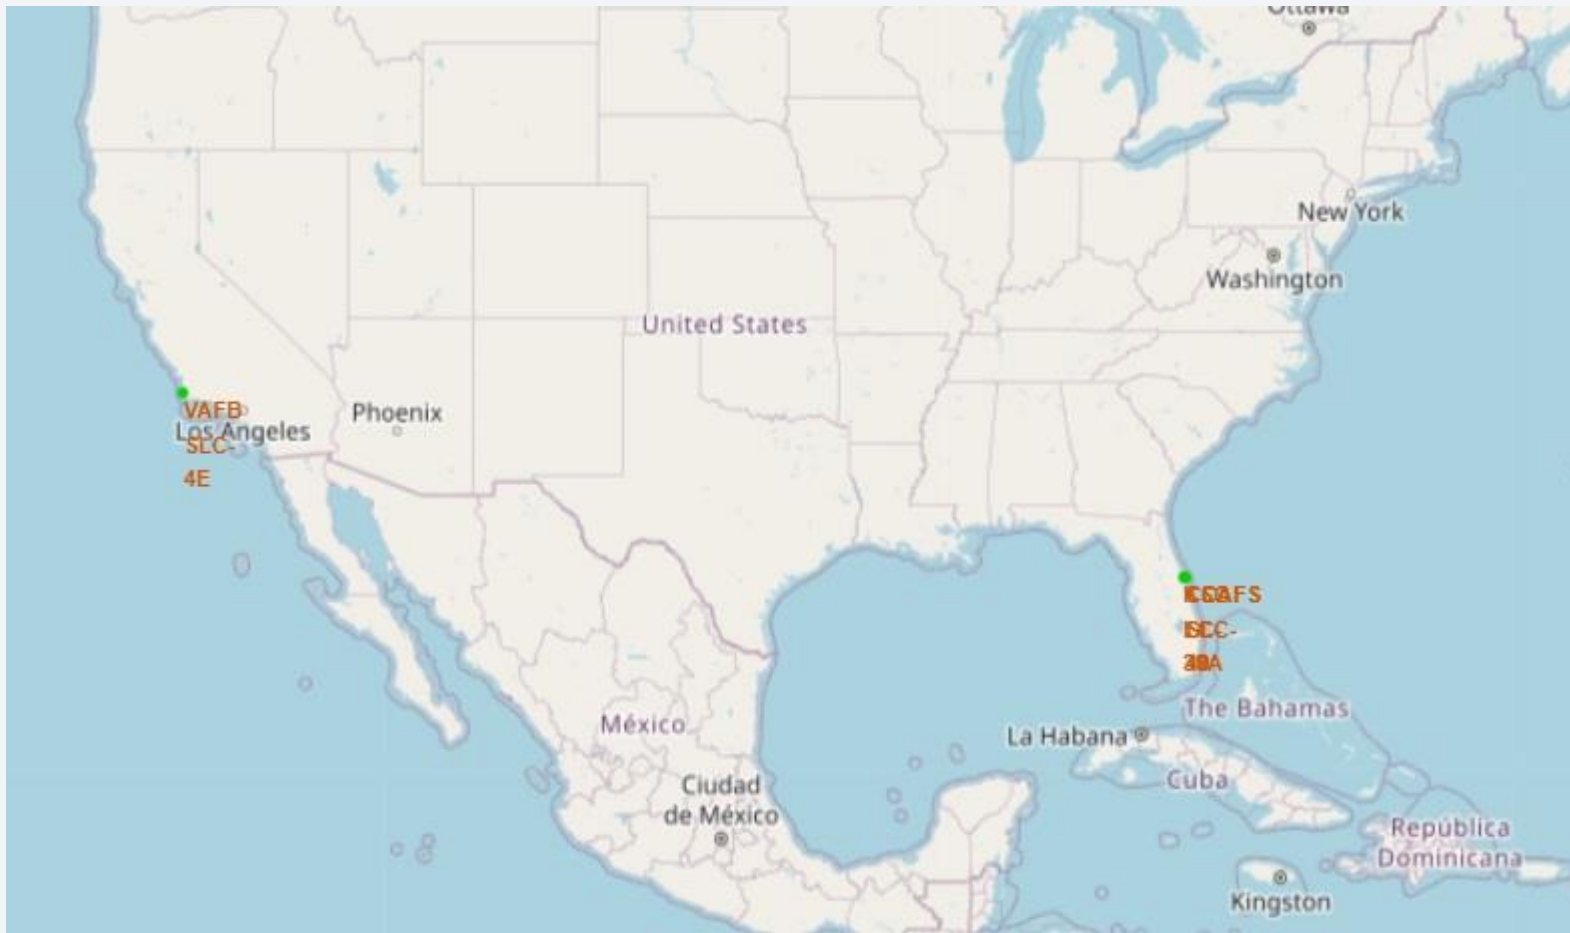 Ottawa
New York
Washington
United States
VAFB
Los Angeles
SLC-
4E
Phoenix
The Bahamas
México
La Habana
Cuba
Ciudad
de México
República
Dominicana
Kingston